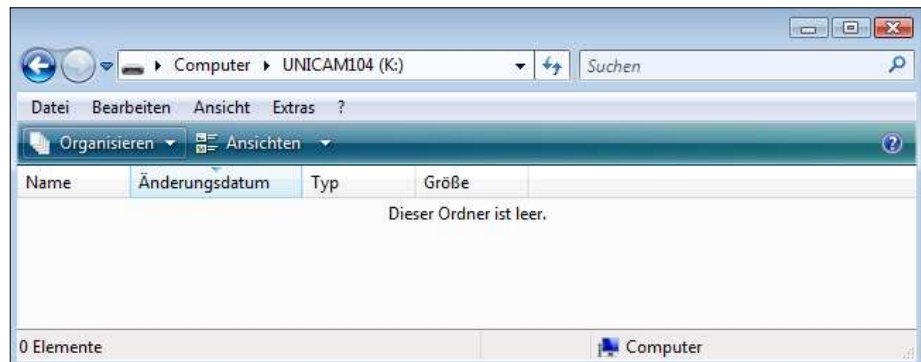 Computer UNICAM104 (K:) Suchen
Datei Bearbeiten Ansicht Extras ?
Organisieren Ansichten ?
Name Änderungsdatum Typ Größe
Dieser Ordner ist leer.
0 Elemente Computer